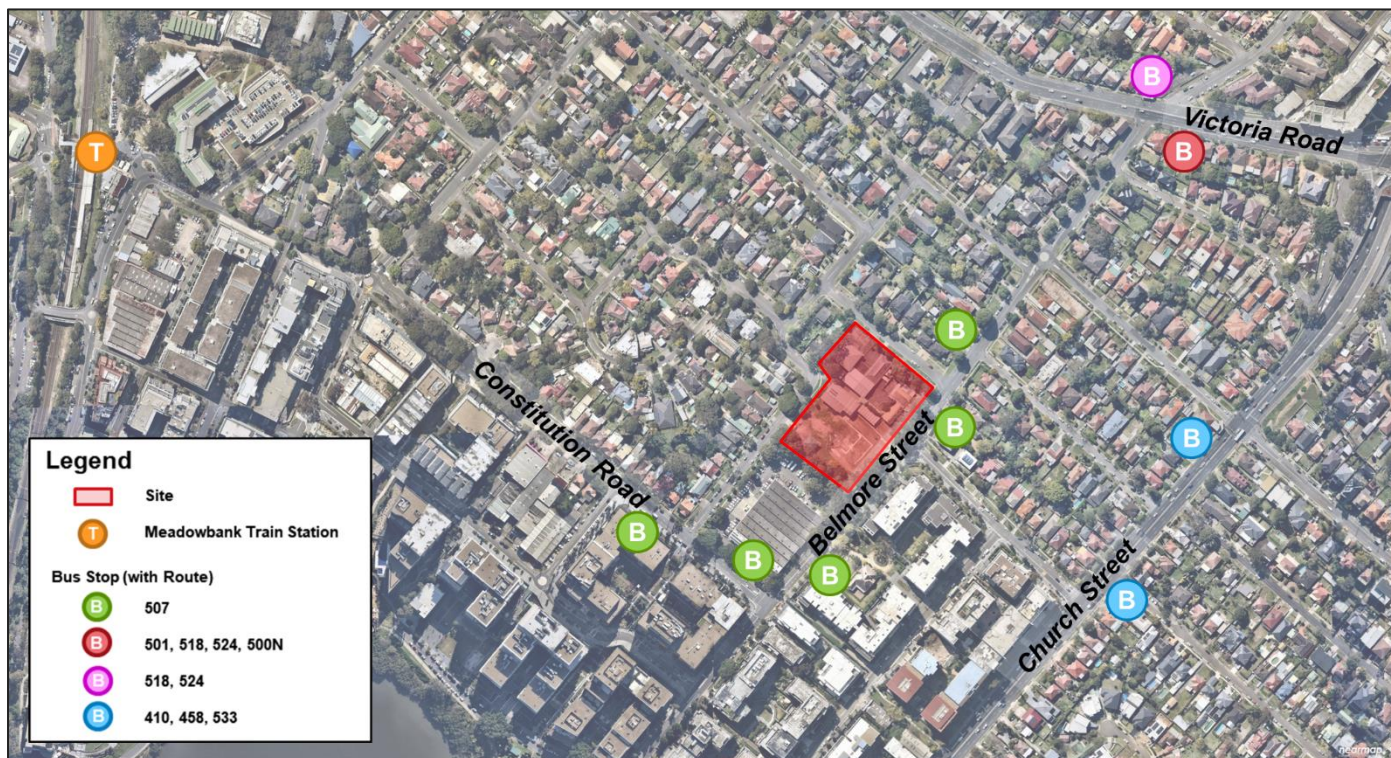 B
Victoria Road
B
T
B
Constitution Road
B
Belmore Street
B
B
B
B
Church Street
B
Legend
Site
T
Meadowbank Train Station
Bus Stop (with Route)
B
507
B
501, 518, 524, 500N
B
518, 524
B
410, 458, 533
nearmap